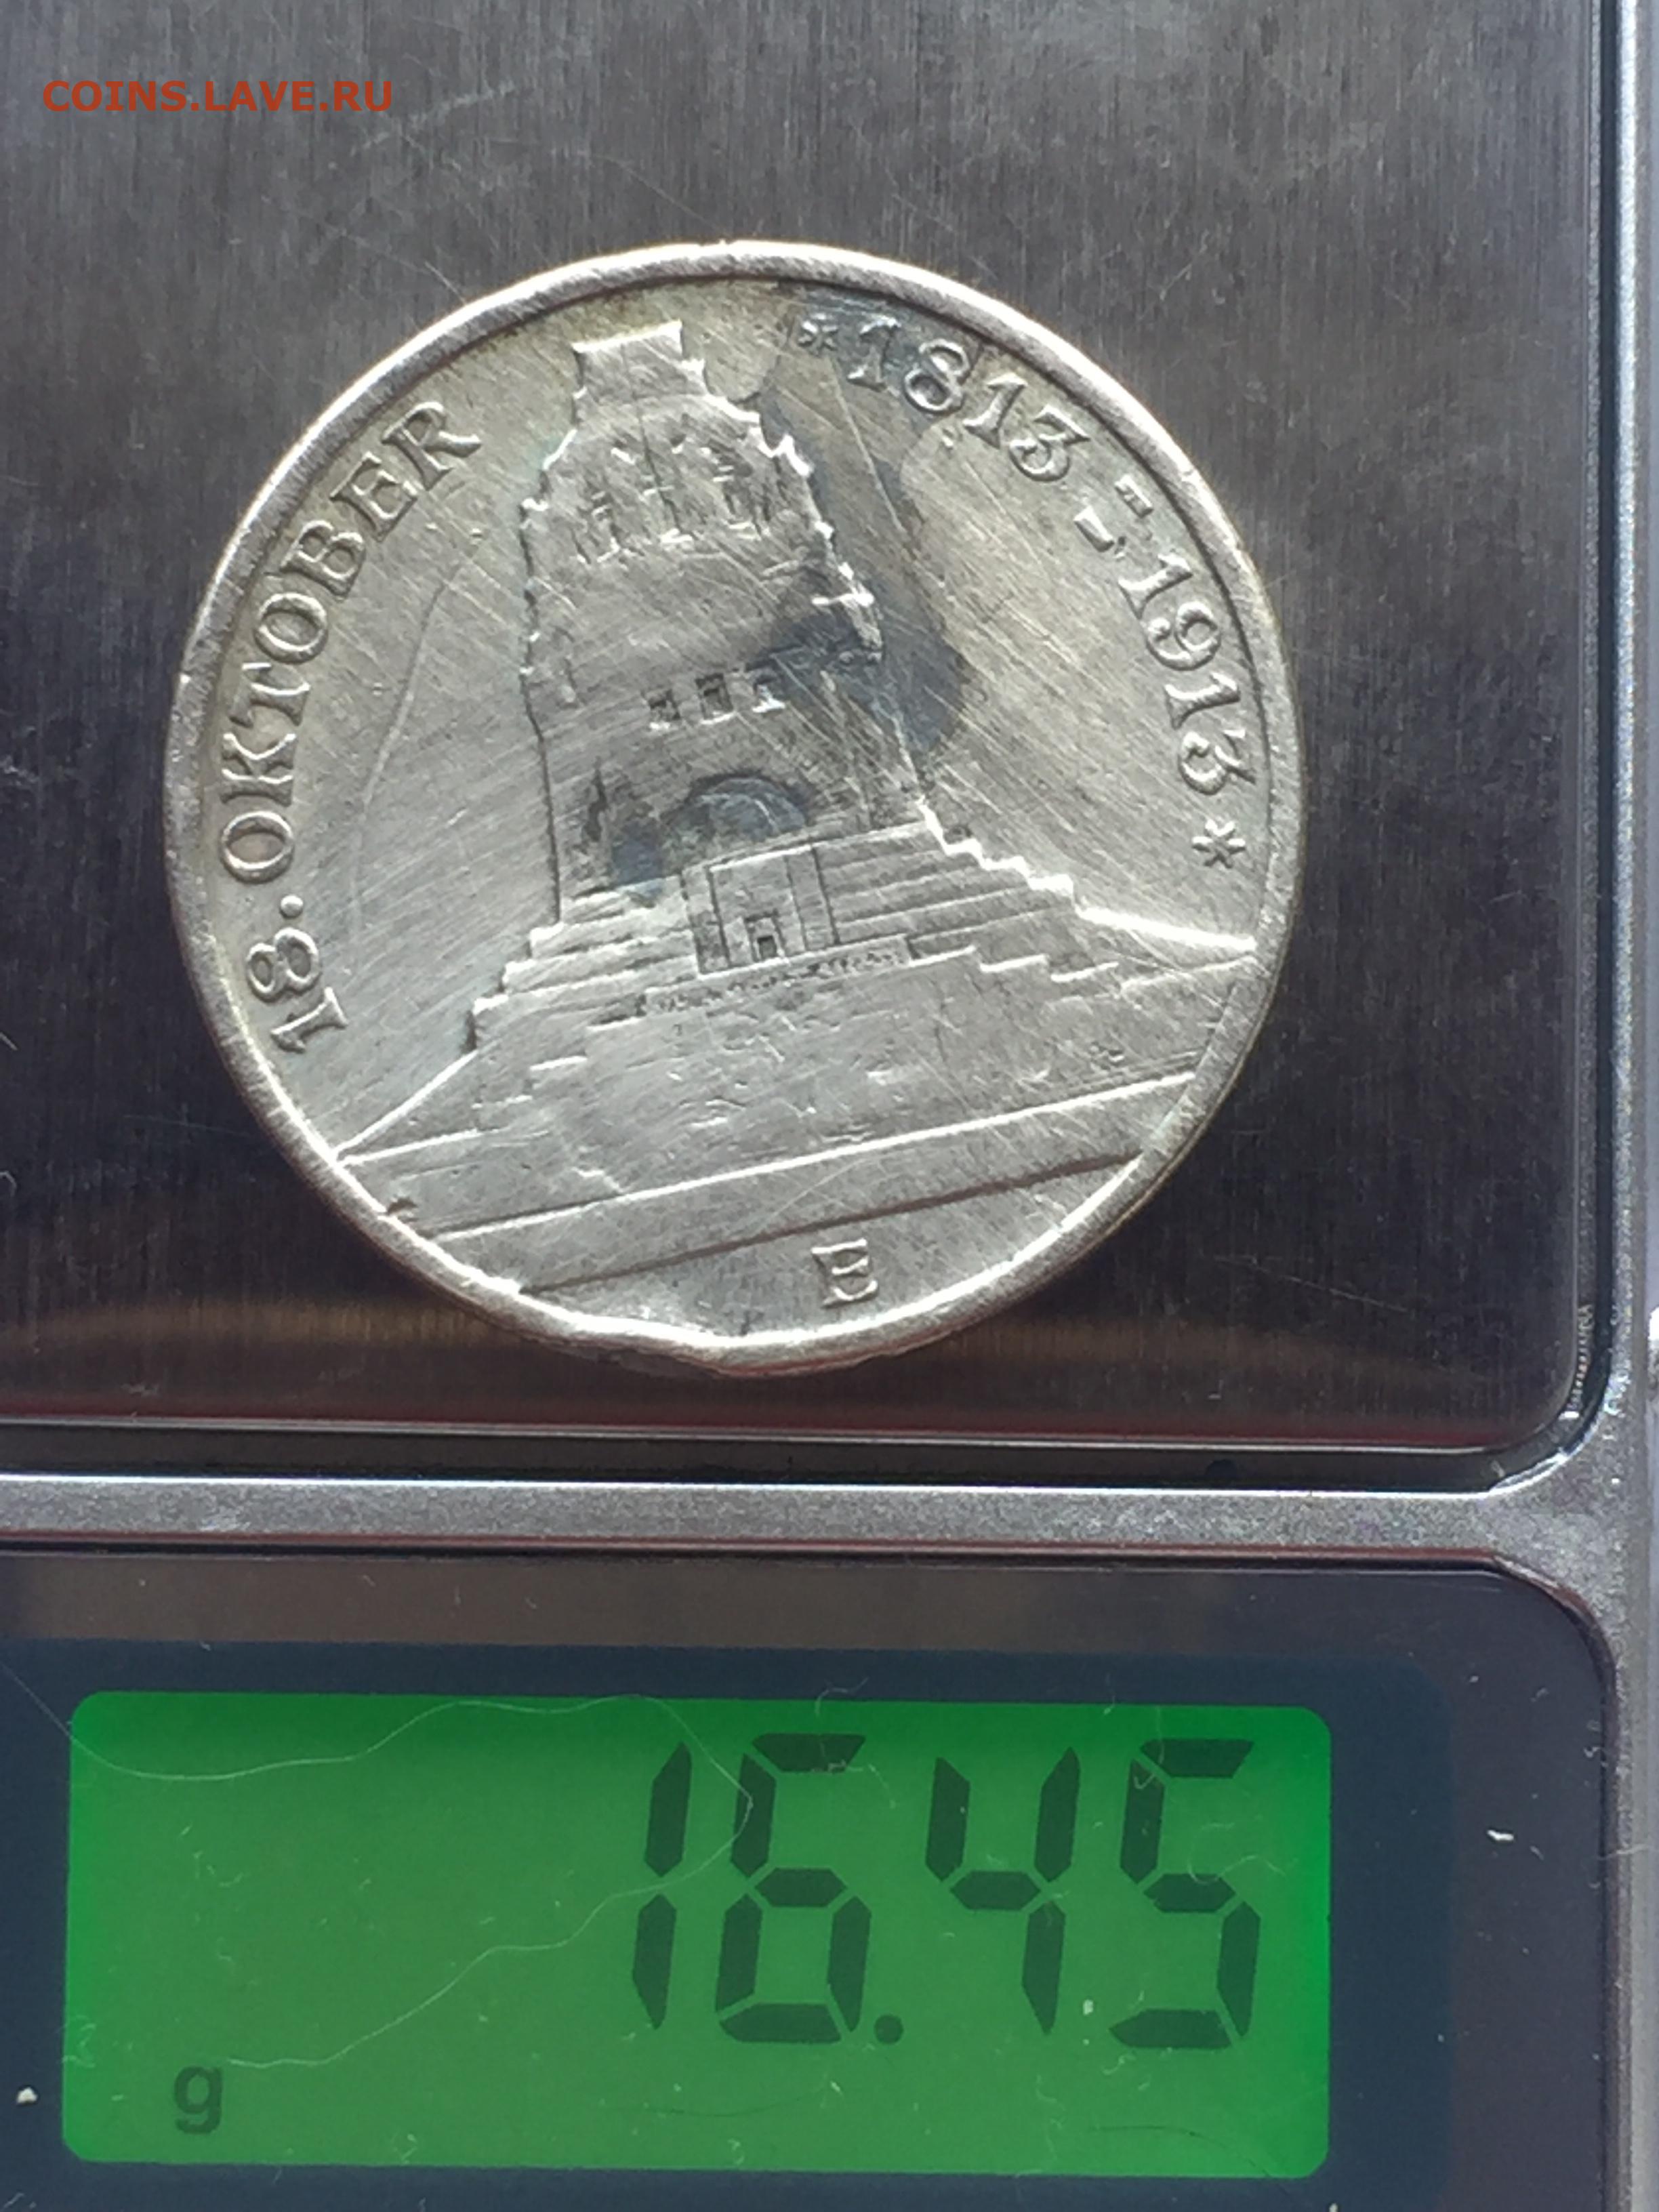 COINS.LAVE.RU
18. OKTOBER
*1813-1913*
E
16.45
g